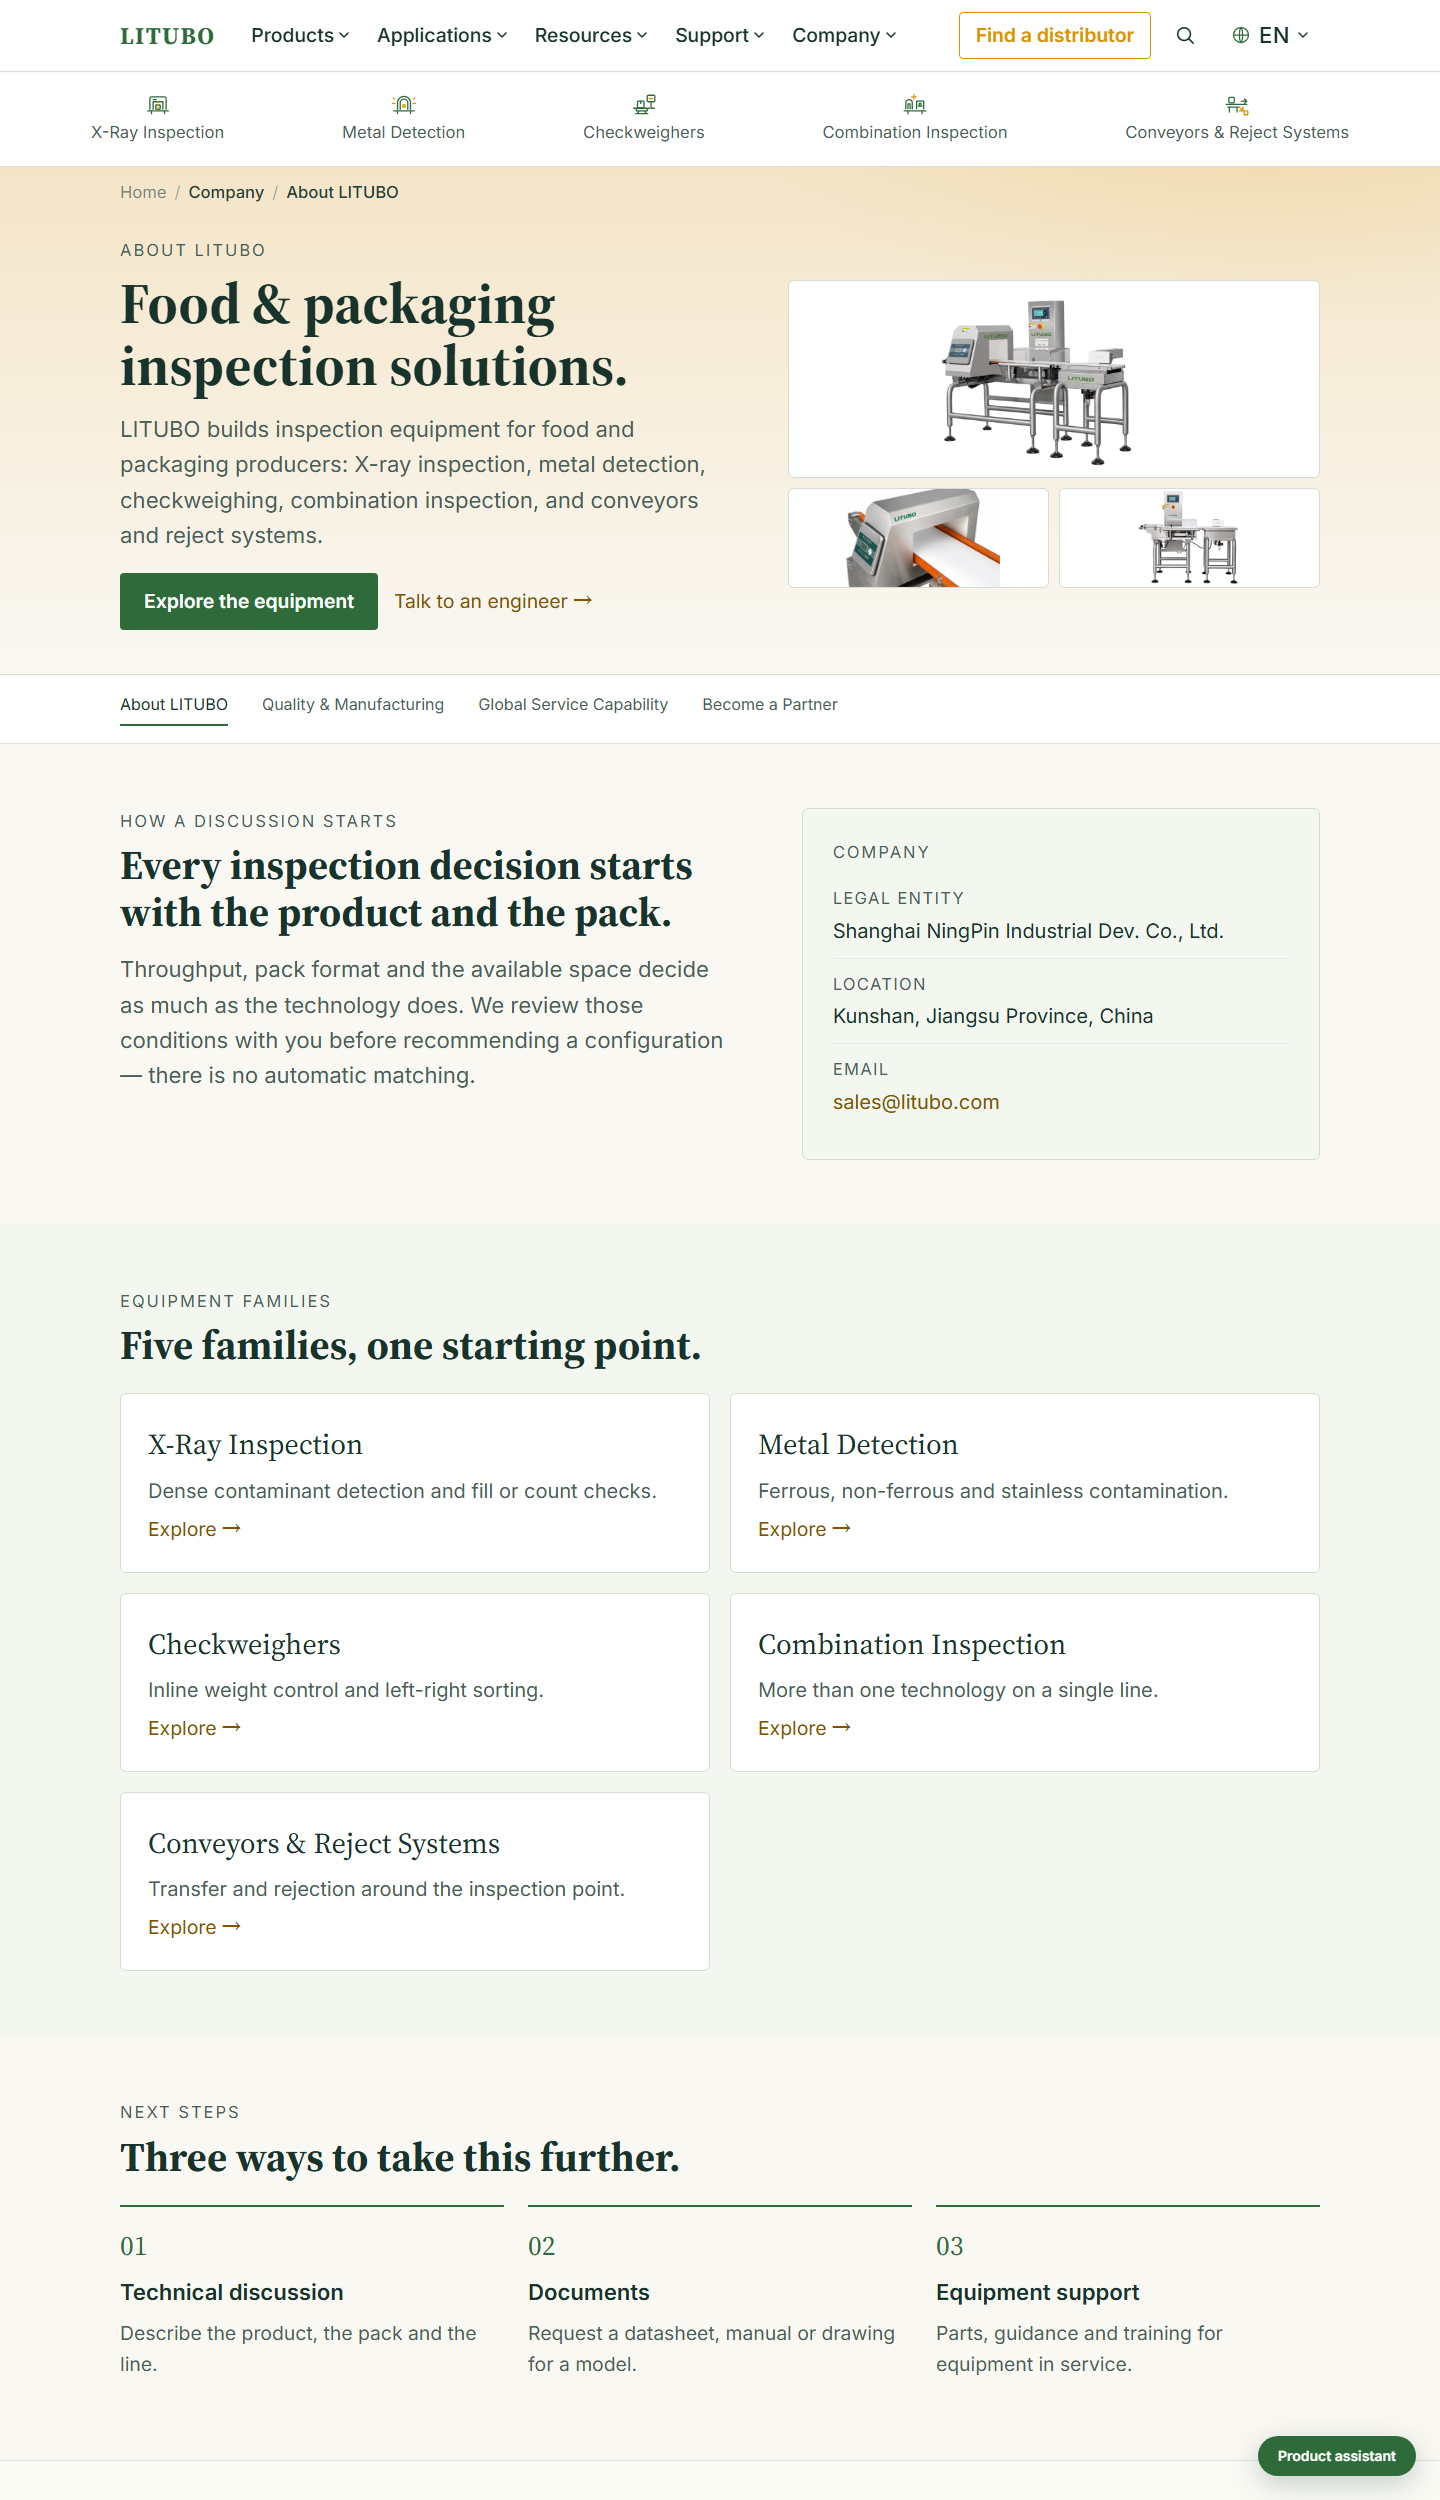 LITUBO
Products
Applications
Resources
Support
Company
Find a distributor
EN
X-Ray Inspection
Metal Detection
Checkweighers
Combination Inspection
Conveyors & Reject Systems
Home / Company / About LITUBO
ABOUT LITUBO
Food & packaging
inspection solutions.
LITUBO builds inspection equipment for food and
packaging producers: X-ray inspection, metal detection,
checkweighing, combination inspection, and conveyors
and reject systems.
Explore the equipment
Talk to an engineer →
LITUBO
LITUBO
LITUBO
LITUBO
About LITUBO
Quality & Manufacturing
Global Service Capability
Become a Partner
HOW A DISCUSSION STARTS
Every inspection decision starts
with the product and the pack.
Throughput, pack format and the available space decide
as much as the technology does. We review those
conditions with you before recommending a configuration
— there is no automatic matching.
COMPANY
LEGAL ENTITY
Shanghai NingPin Industrial Dev. Co., Ltd.
LOCATION
Kunshan, Jiangsu Province, China
EMAIL
sales@litubo.com
EQUIPMENT FAMILIES
Five families, one starting point.
X-Ray Inspection
Dense contaminant detection and fill or count checks.
Explore →
Metal Detection
Ferrous, non-ferrous and stainless contamination.
Explore →
Checkweighers
Inline weight control and left-right sorting.
Explore →
Combination Inspection
More than one technology on a single line.
Explore →
Conveyors & Reject Systems
Transfer and rejection around the inspection point.
Explore →
NEXT STEPS
Three ways to take this further.
01
Technical discussion
Describe the product, the pack and the
line.
02
Documents
Request a datasheet, manual or drawing
for a model.
03
Equipment support
Parts, guidance and training for
equipment in service.
Product assistant